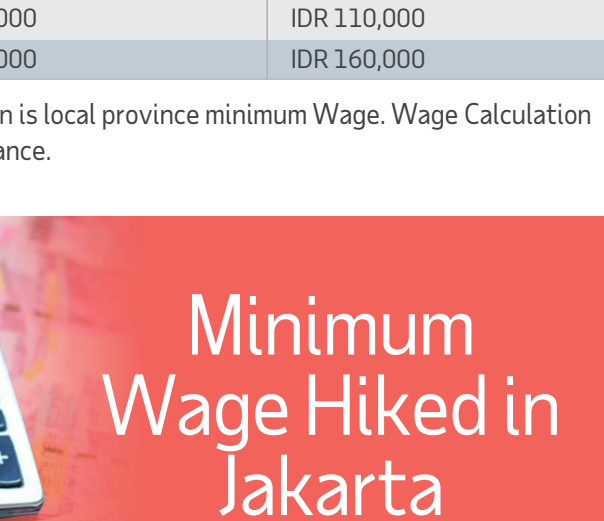 000 IDR 110,000
000 IDR 160,000
n is local province minimum Wage. Wage Calculation
ance.
Minimum
Wage Hiked in
Jakarta